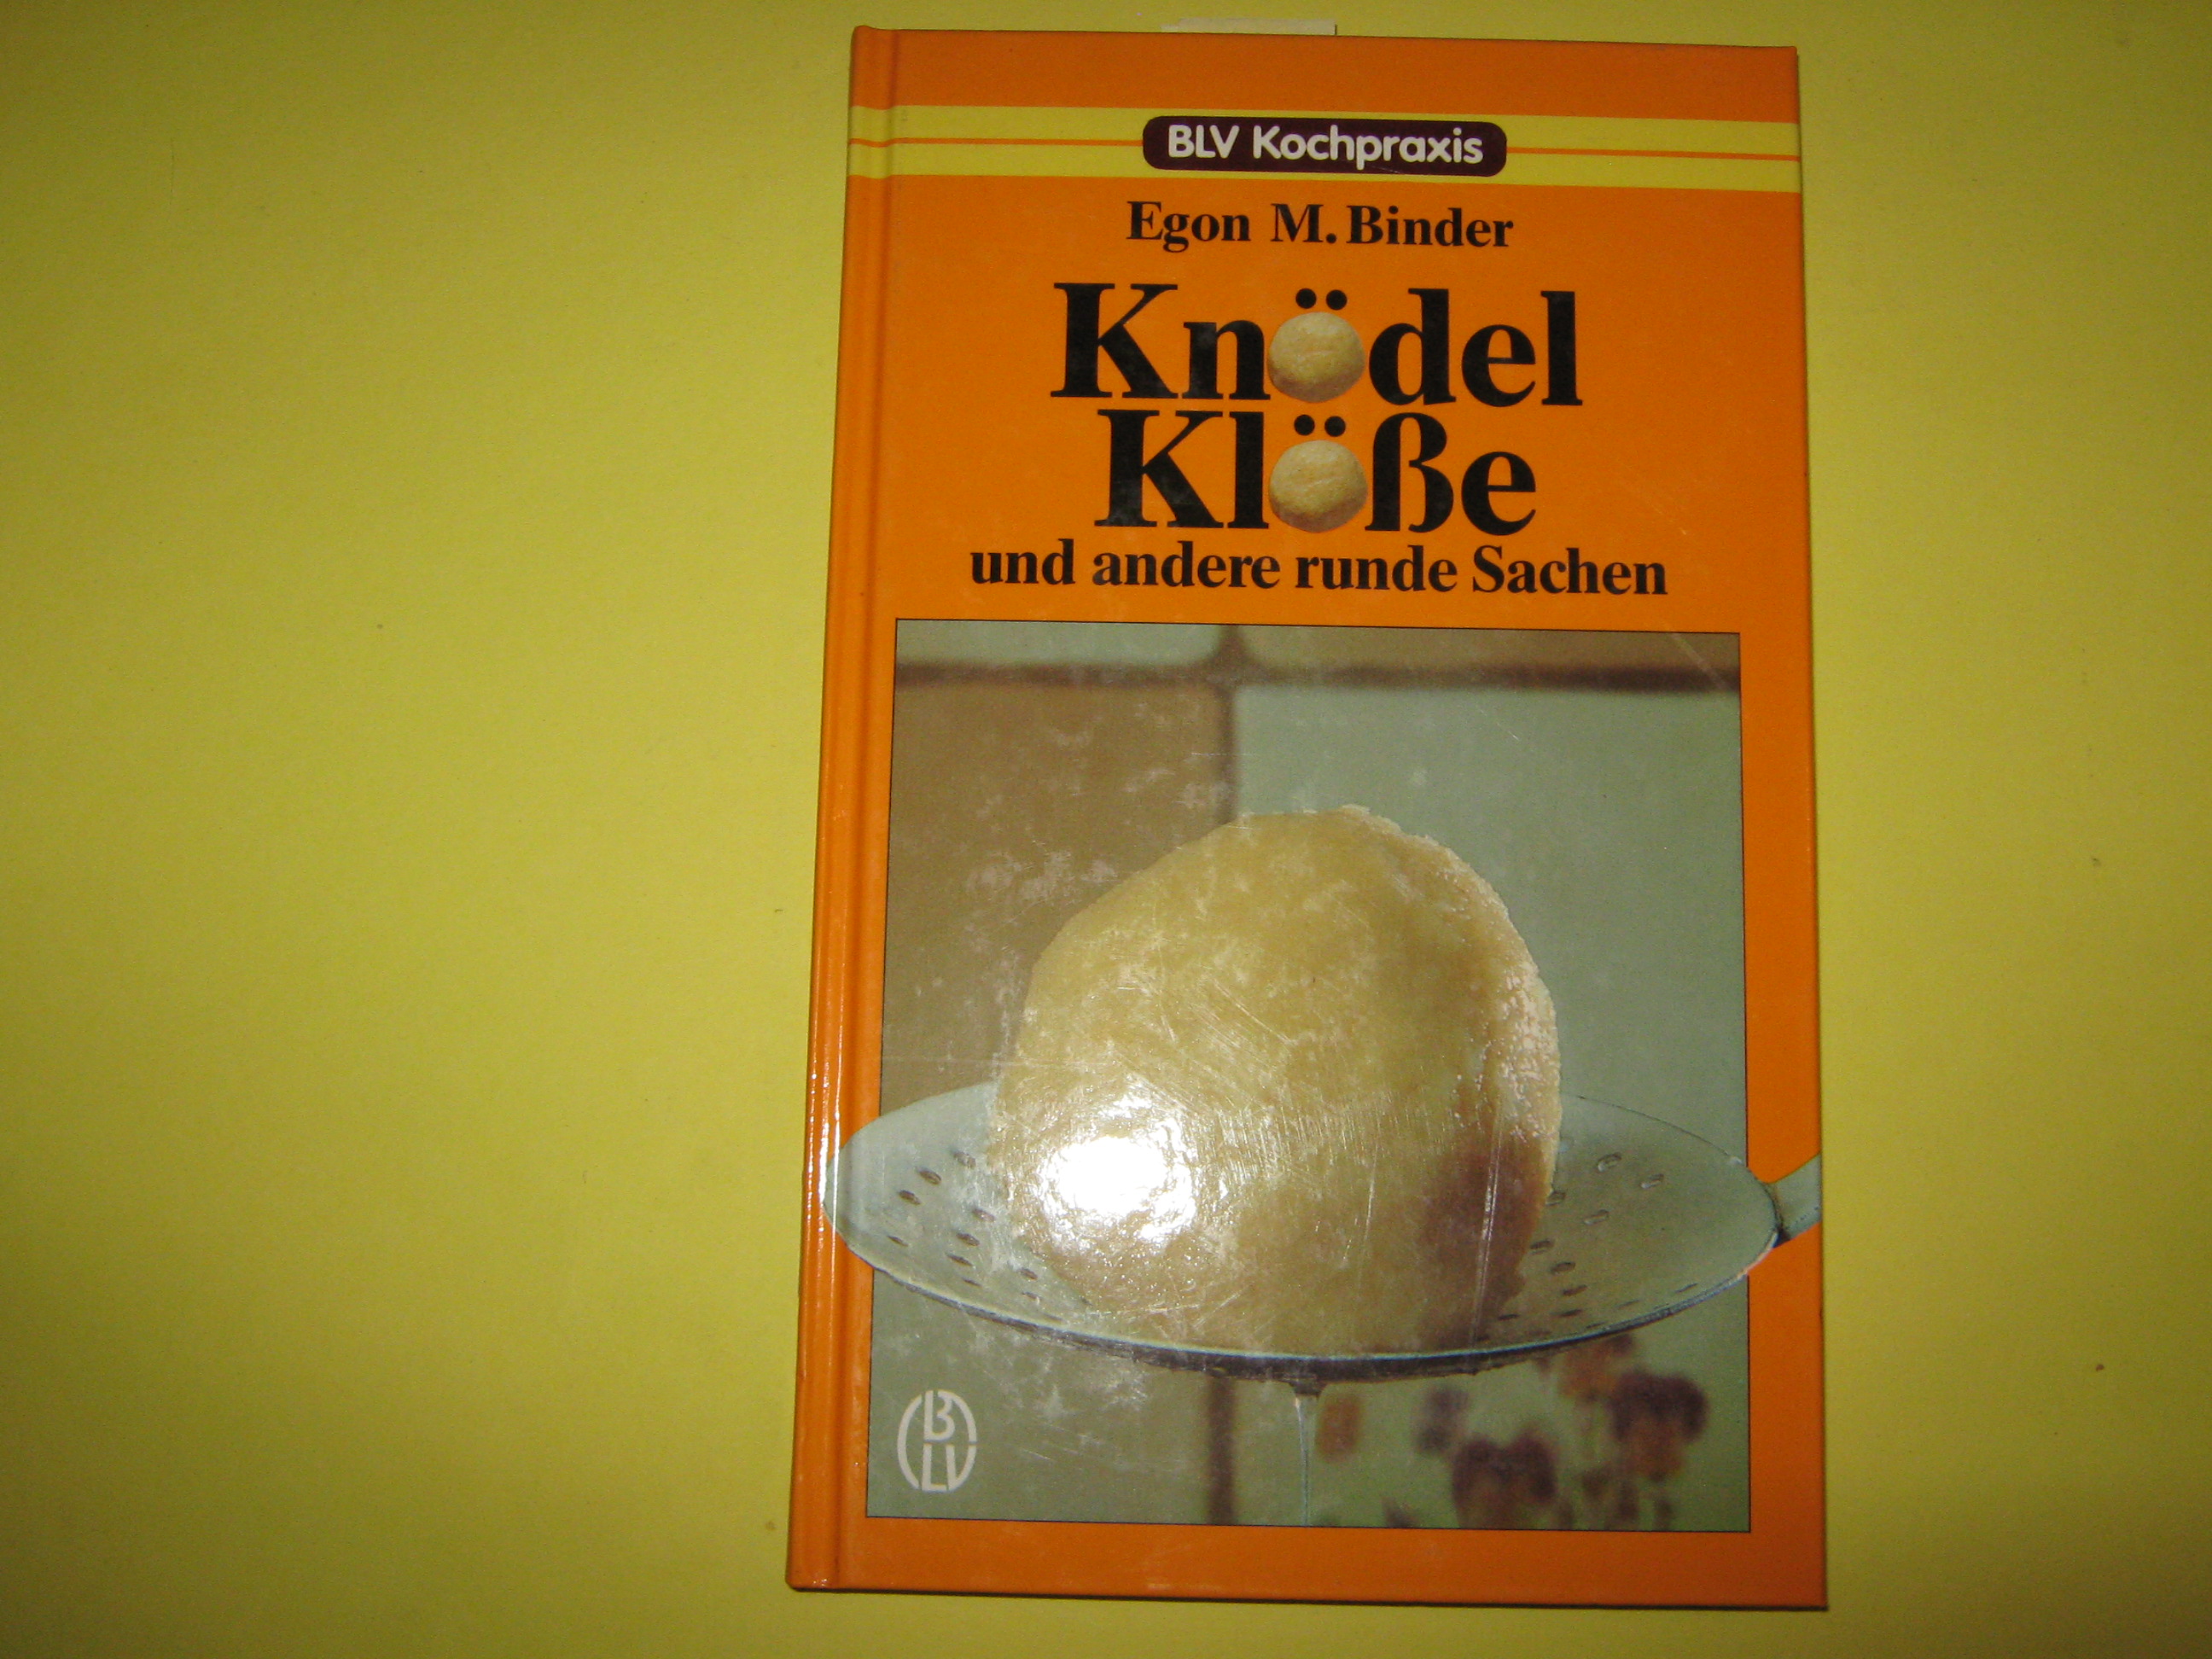 BLV Kochpraxis
Egon M. Binder
Knödel
Klöße
und andere runde Sachen
BLV